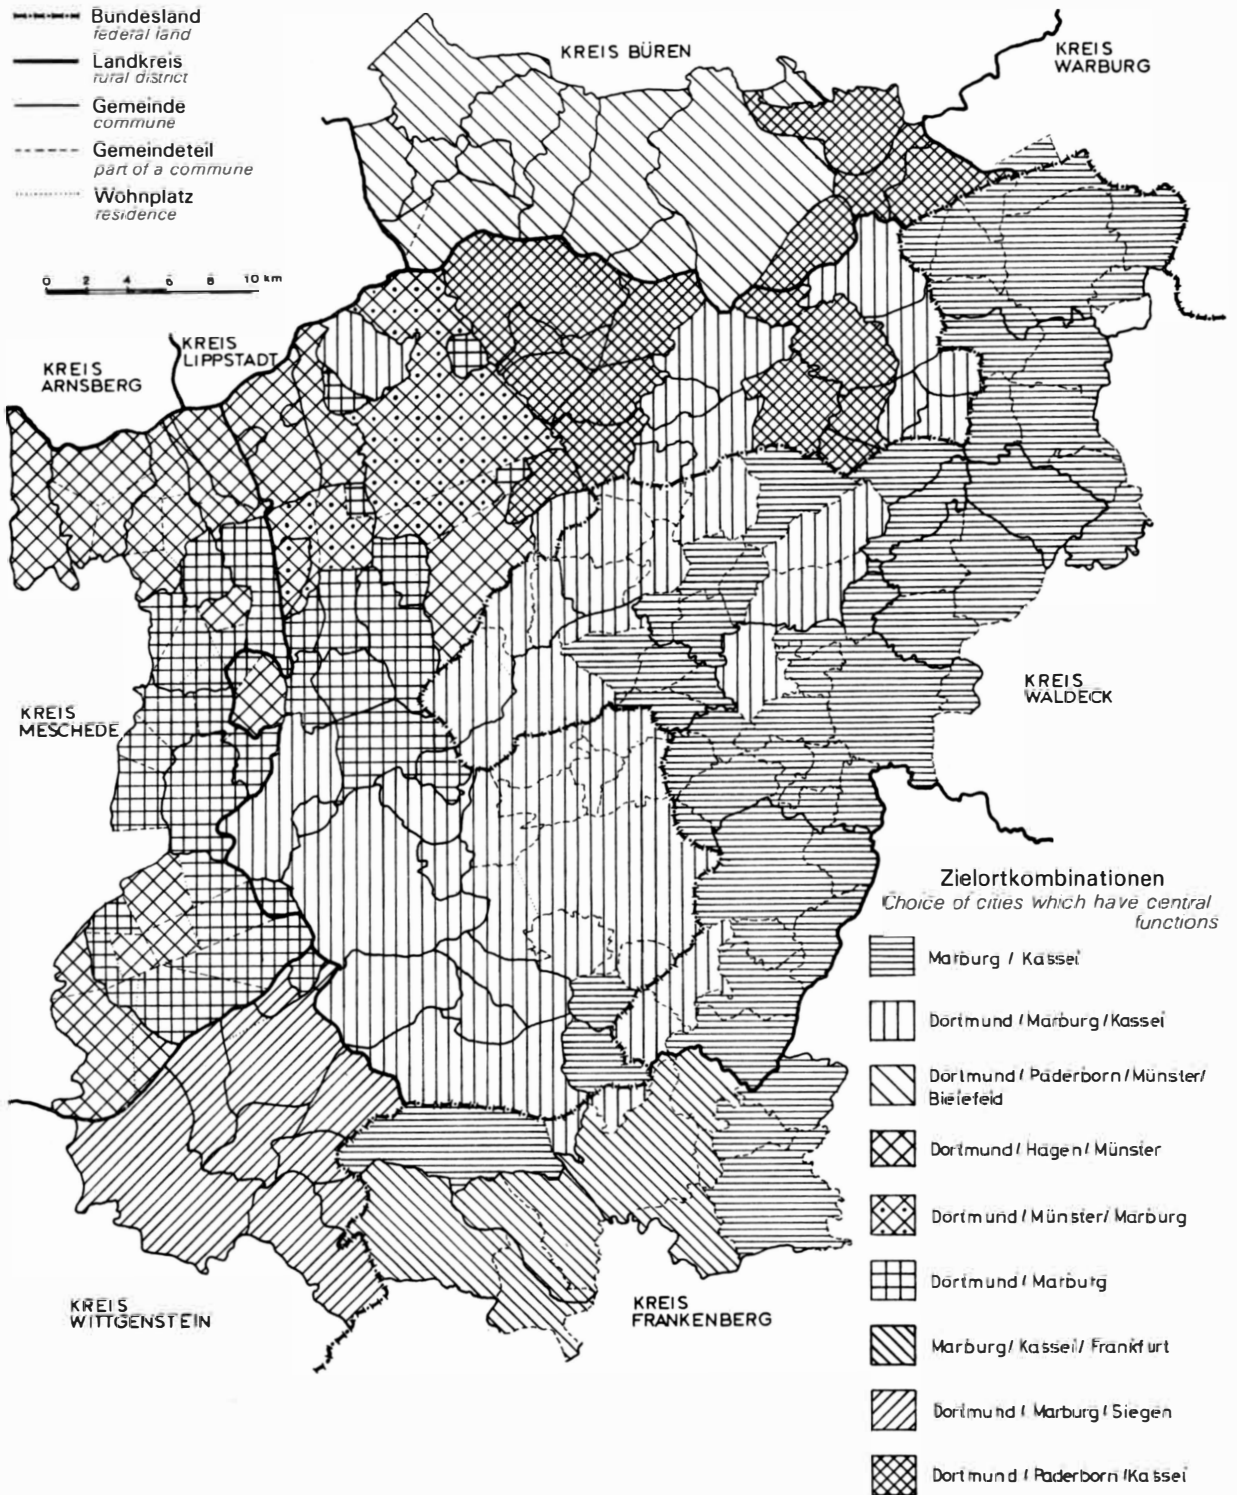 Bundesland
federal land
Landkreis
rural district
Gemeinde
commune
Gemeindeteil
part of a commune
Wohnplatz
residence
0 2 4 6 8 10 km
KREIS BÜREN
KREIS
WARBURG
KREIS
LIPPSTADT
KREIS
ARNSBERG
KREIS
MESCHEDE
KREIS
WALDECK
KREIS
WITTGENSTEIN
KREIS
FRANKENBERG
Zielortkombinationen
Choice of cities which have central
functions
Marburg / Kassel
Dortmund / Marburg / Kassel
Dortmund / Paderborn / Münster /
Bielefeld
Dortmund / Hagen / Münster
Dortmund / Münster / Marburg
Dortmund / Marburg
Marburg / Kassel / Frankfurt
Dortmund / Marburg / Siegen
Dortmund / Paderborn / Kassel